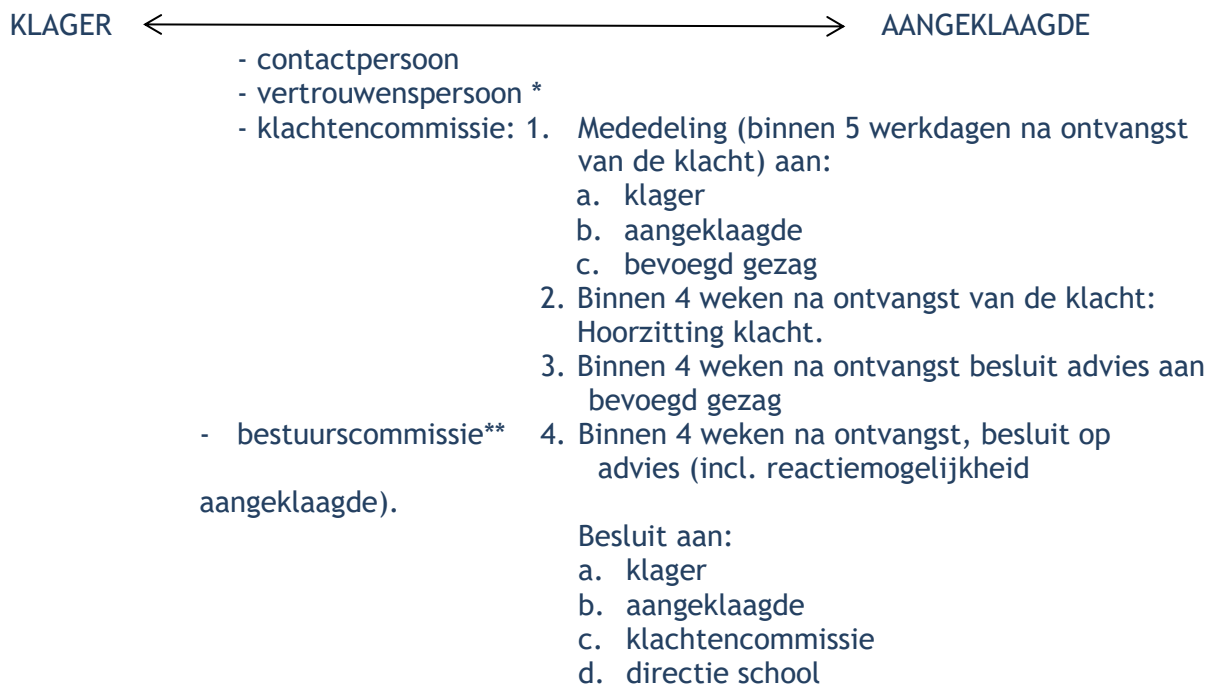 KLAGER AANGEKLAAGDE
- contactpersoon
- vertrouwenspersoon *
- klachtencommissie: 1. Mededeling (binnen 5 werkdagen na ontvangst
van de klacht) aan:
a. klager
b. aangeklaagde
c. bevoegd gezag
2. Binnen 4 weken na ontvangst van de klacht:
Hoorzitting klacht.
3. Binnen 4 weken na ontvangst besluit advies aan
bevoegd gezag
- bestuurscommissie** 4. Binnen 4 weken na ontvangst, besluit op
advies (incl. reactiemogelijkheid
aangeklaagde).
Besluit aan:
a. klager
b. aangeklaagde
c. klachtencommissie
d. directie school